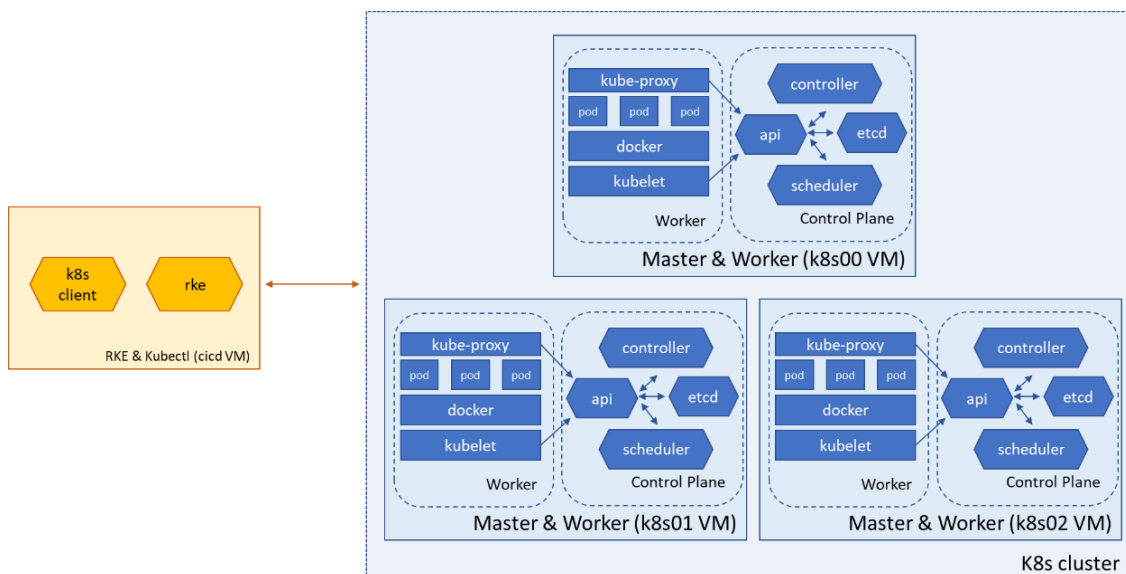 kube-proxy
pod pod pod
docker
kubelet
Worker
controller
api
etcd
scheduler
Control Plane
Master & Worker (k8s00 VM)
k8s
client
rke
RKE & Kubectl (cicd VM)
kube-proxy
pod pod pod
docker
kubelet
Worker
controller
api
etcd
scheduler
Control Plane
Master & Worker (k8s01 VM)
kube-proxy
pod pod pod
docker
kubelet
Worker
controller
api
etcd
scheduler
Control Plane
Master & Worker (k8s02 VM)
K8s cluster